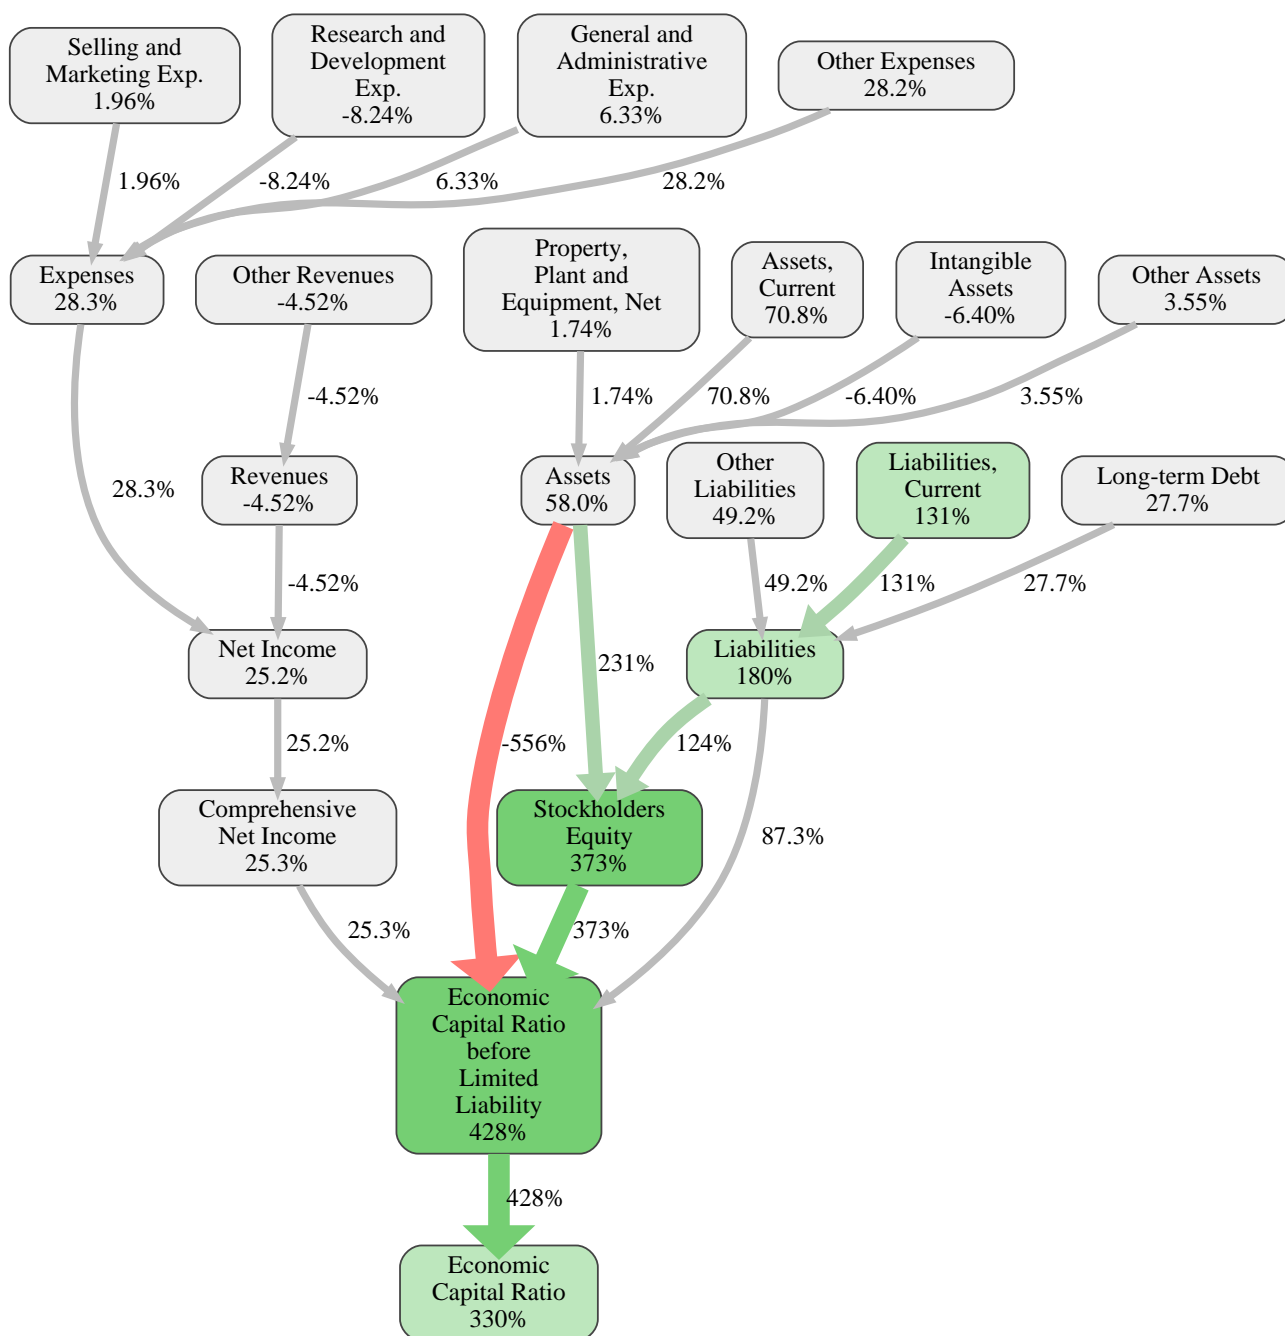 Selling and
Marketing Exp.
1.96%
Research and
Development
Exp.
-8.24%
General and
Administrative
Exp.
6.33%
Other Expenses
28.2%
1.96%
-8.24%
6.33%
28.2%
Expenses
28.3%
Other Revenues
-4.52%
Property,
Plant and
Equipment, Net
1.74%
Assets,
Current
70.8%
Intangible
Assets
-6.40%
Other Assets
3.55%
-4.52%
1.74%
70.8%
-6.40%
3.55%
28.3%
Revenues
-4.52%
Assets
58.0%
Other
Liabilities
49.2%
Liabilities,
Current
131%
Long-term Debt
27.7%
-4.52%
49.2%
131%
27.7%
Net Income
25.2%
231%
Liabilities
180%
25.2%
-556%
124%
Comprehensive
Net Income
25.3%
Stockholders
Equity
373%
87.3%
25.3%
373%
Economic
Capital Ratio
before
Limited
Liability
428%
428%
Economic
Capital Ratio
330%